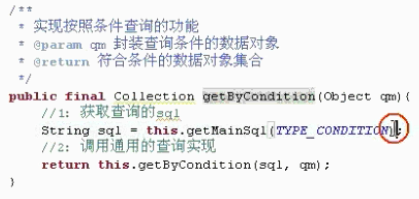 /**
 * 实现按照条件查询的功能
 * @param qm 封装查询条件的数据对象
 * @return 符合条件的数据对象集合
 */
public final Collection getByCondition(Object qm){
    //1: 获取查询的sql
    String sql = this.getMainSql(TYPE_CONDITION);
    //2: 调用通用的查询实现
    return this.getByCondition(sql, qm);
}